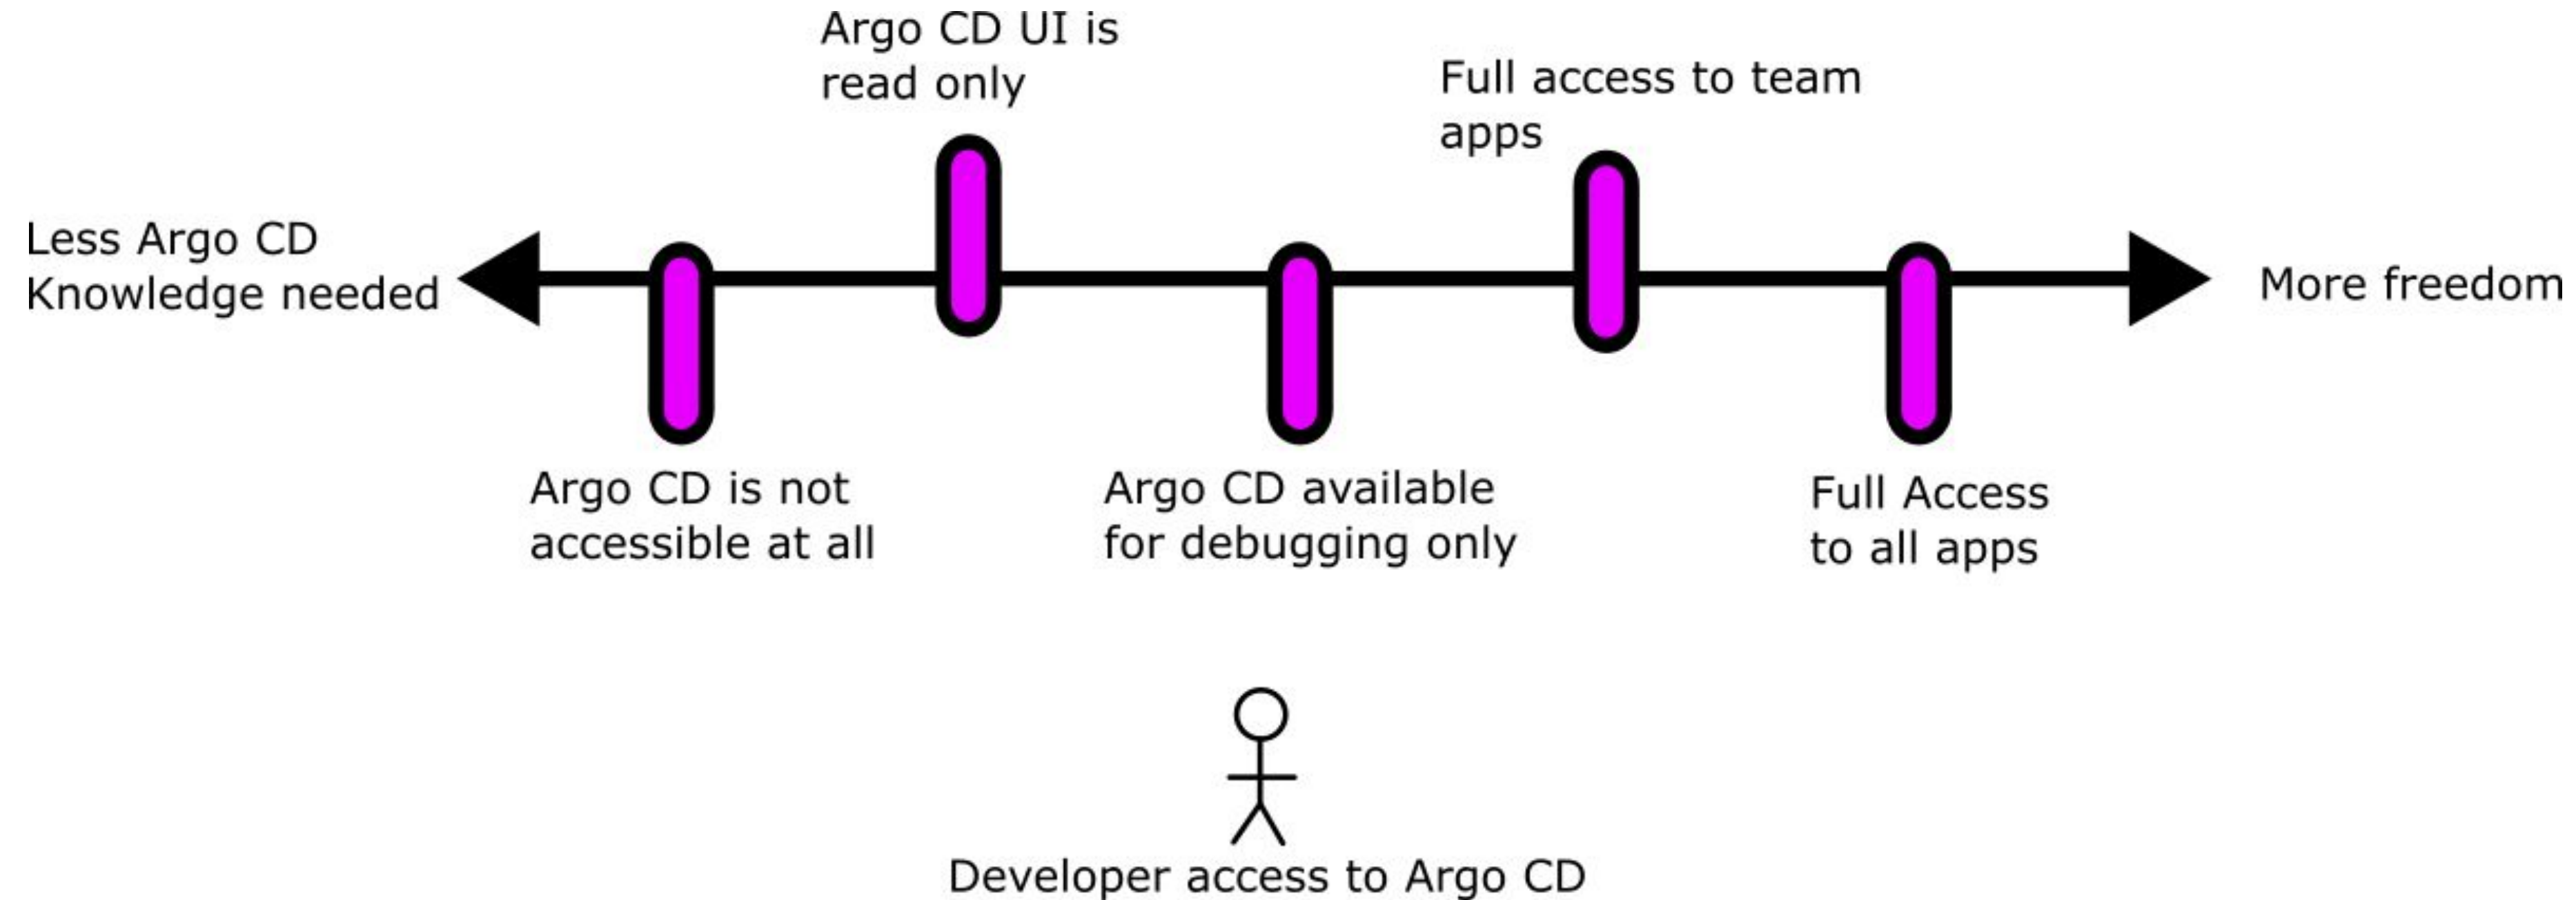 Argo CD UI is
read only
Full access to team
apps
Less Argo CD
Knowledge needed
More freedom
Argo CD is not
accessible at all
Argo CD available
for debugging only
Full Access
to all apps
Developer access to Argo CD